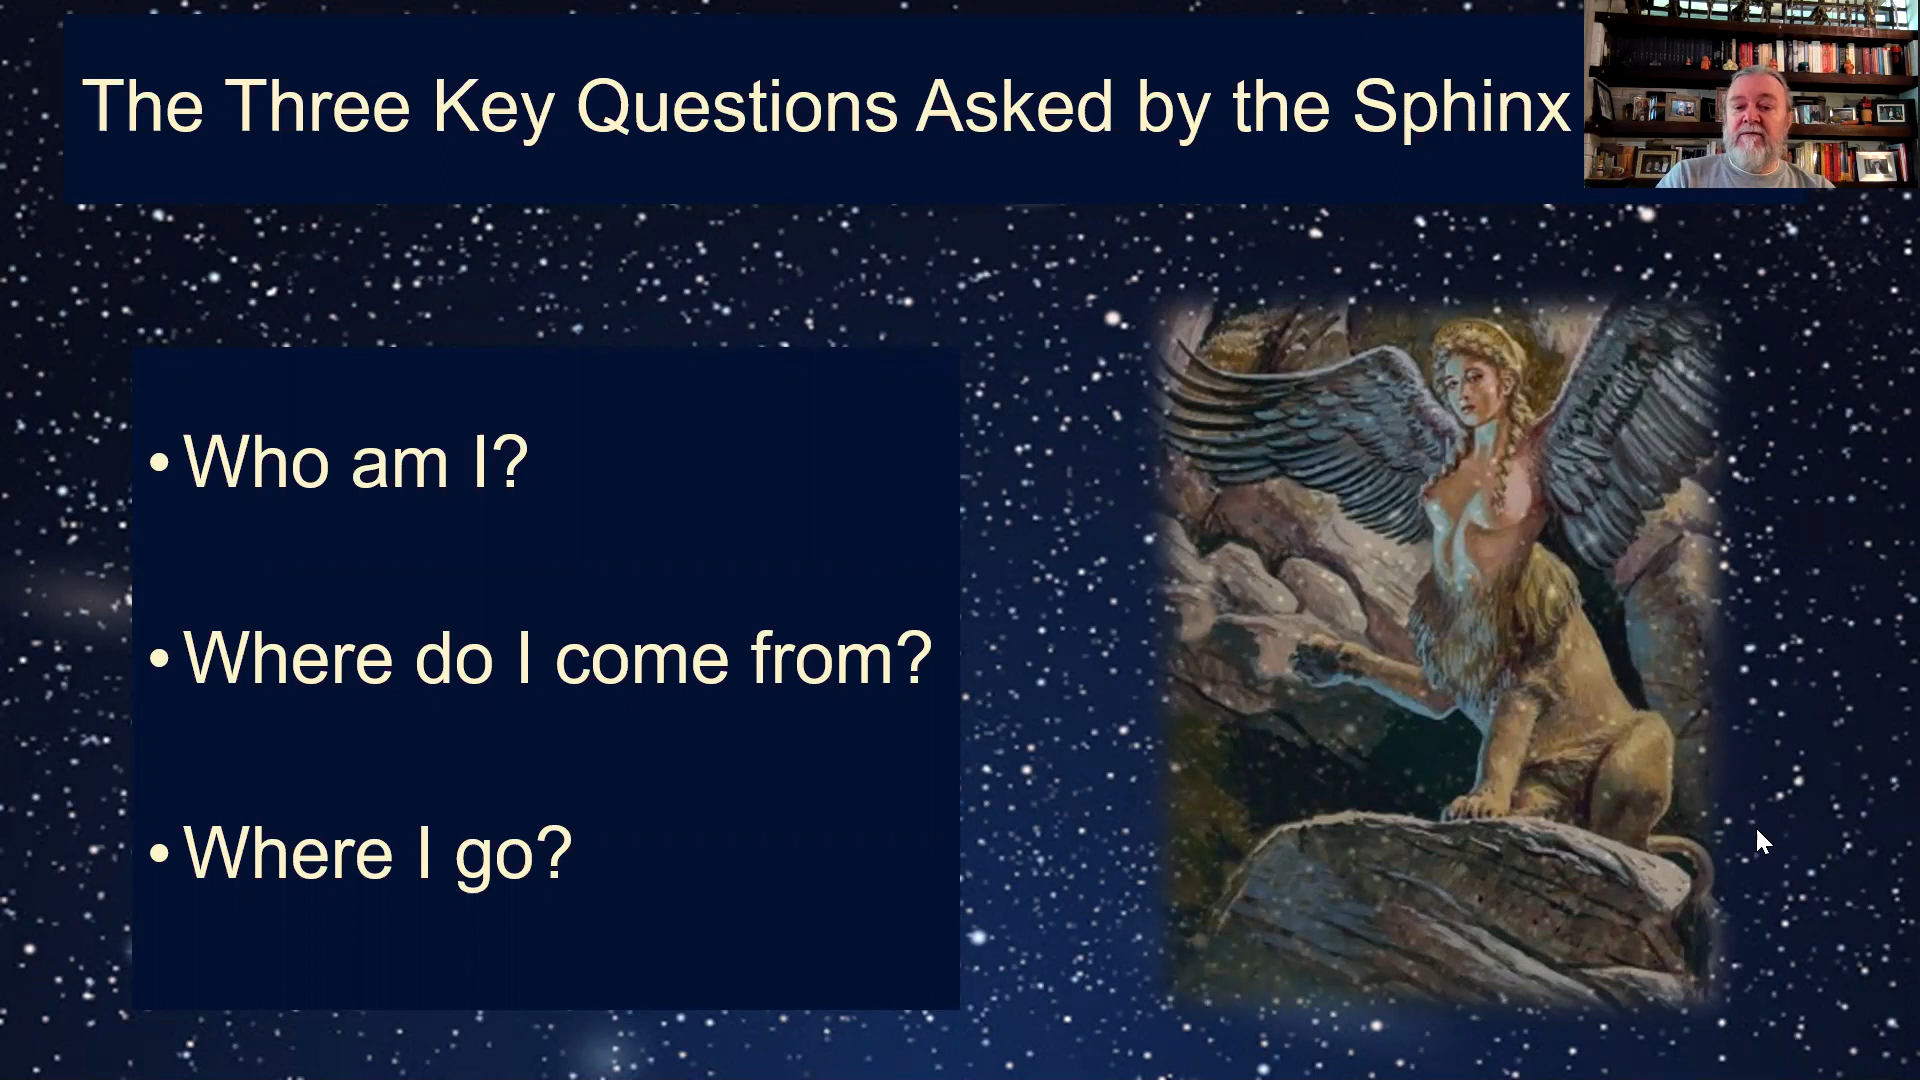 The Three Key Questions Asked by the Sphinx
• Who am I?
• Where do I come from?
• Where I go?